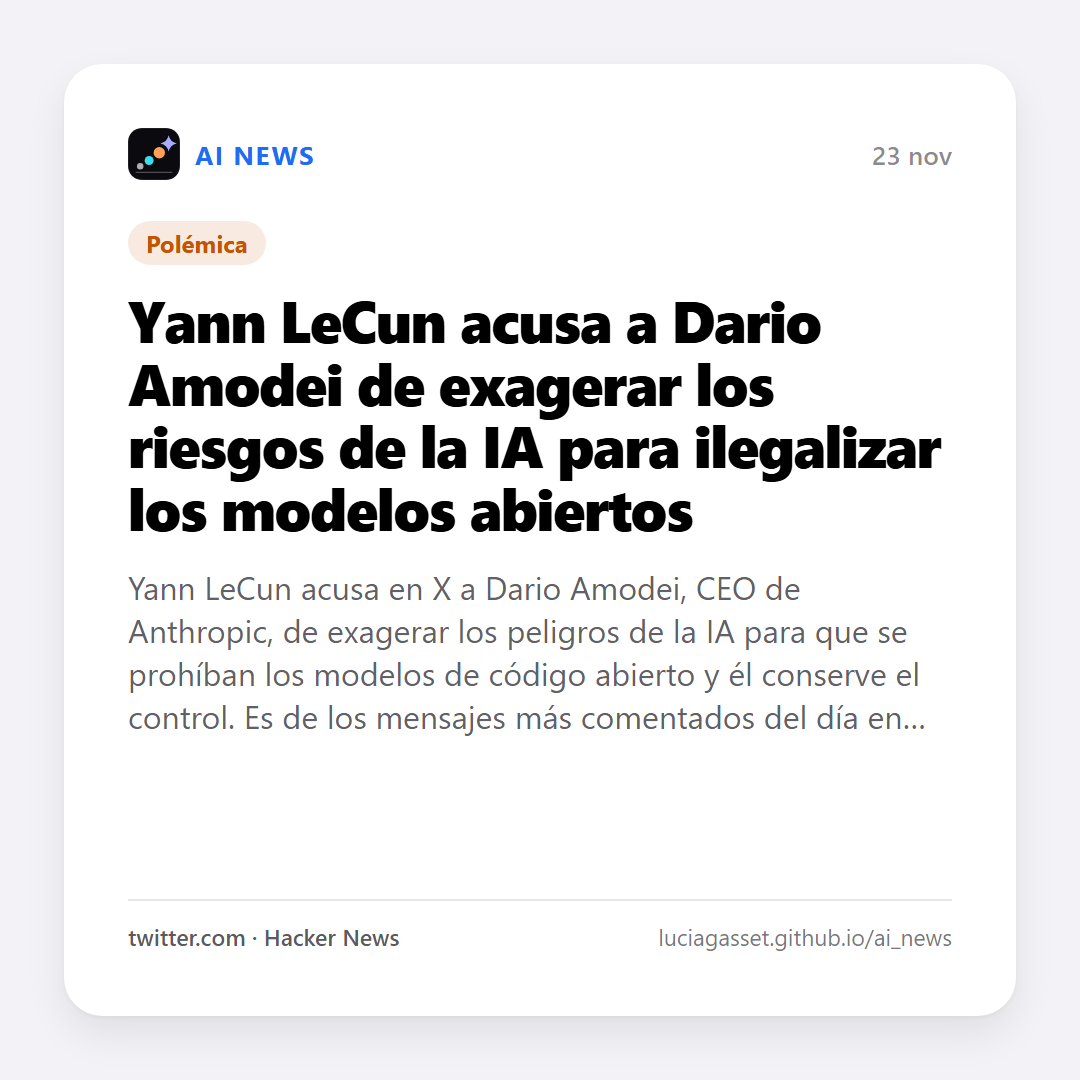 AI NEWS
23 nov
Polémica
Yann LeCun acusa a Dario
Amodei de exagerar los
riesgos de la IA para ilegalizar
los modelos abiertos
Yann LeCun acusa en X a Dario Amodei, CEO de
Anthropic, de exagerar los peligros de la IA para que se
prohíban los modelos de código abierto y él conserve el
control. Es de los mensajes más comentados del día en…
twitter.com · Hacker News
luciagasset.github.io/ai_news